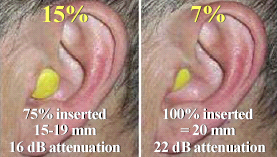 15%
75% inserted
15-19 mm
16 dB attenuation
7%
100% inserted
= 20 mm
22 dB attenuation